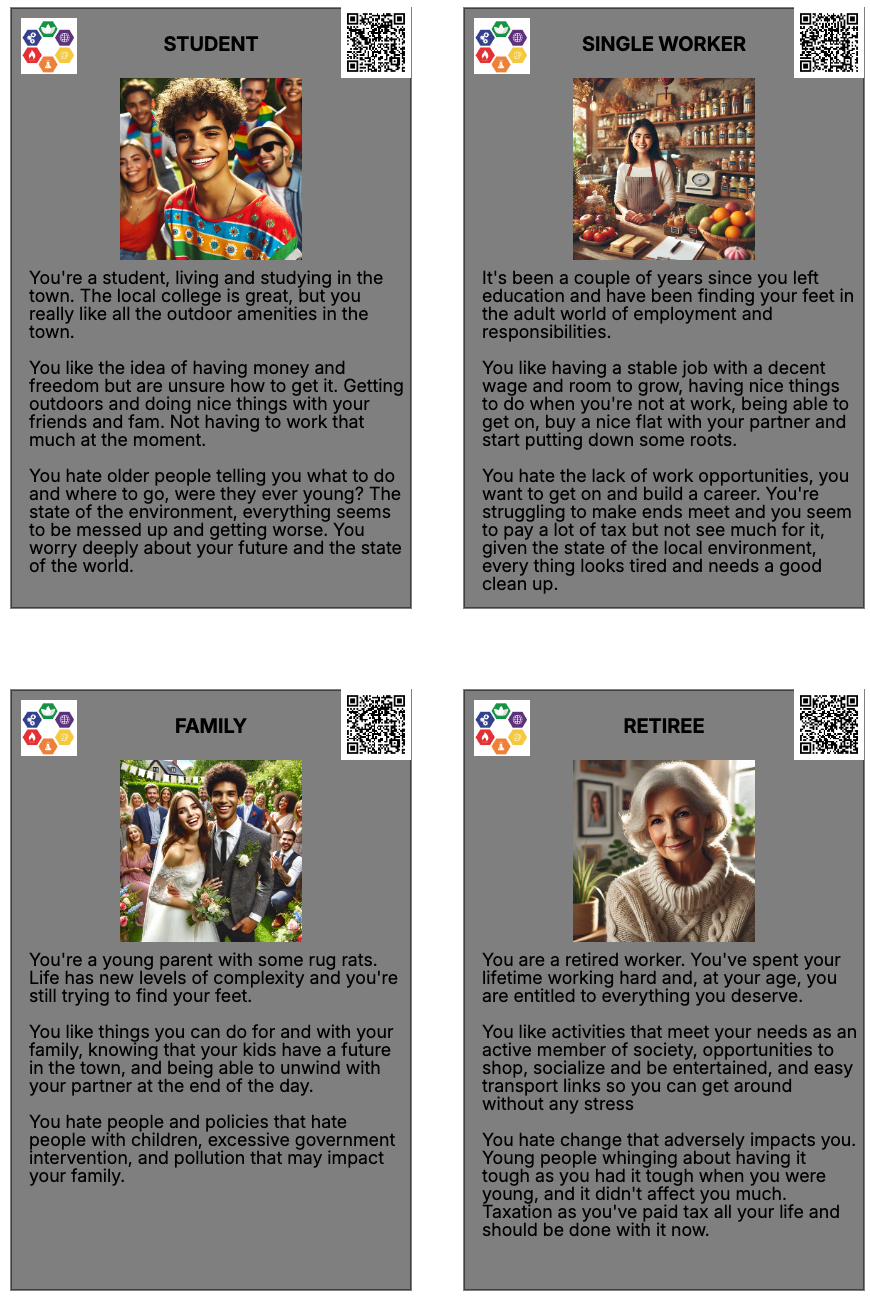 STUDENT
You're a student, living and studying in the
town. The local college is great, but you
really like all the outdoor amenities in the
town.
You like the idea of having money and
freedom but are unsure how to get it. Getting
outdoors and doing nice things with your
friends and fam. Not having to work that
much at the moment.
You hate older people telling you what to do
and where to go, were they ever young? The
state of the environment, everything seems
to be messed up and getting worse. You
worry deeply about your future and the state
of the world.
SINGLE WORKER
It's been a couple of years since you left
education and have been finding your feet in
the adult world of employment and
responsibilities.
You like having a stable job with a decent
wage and room to grow, having nice things
to do when you're not at work, being able to
get on, buy a nice flat with your partner and
start putting down some roots.
You hate the lack of work opportunities, you
want to get on and build a career. You're
struggling to make ends meet and you seem
to pay a lot of tax but not see much for it,
given the state of the local environment,
every thing looks tired and needs a good
clean up.
FAMILY
You're a young parent with some rug rats.
Life has new levels of complexity and you're
still trying to find your feet.
You like things you can do for and with your
family, knowing that your kids have a future
in the town, and being able to unwind with
your partner at the end of the day.
You hate people and policies that hate
people with children, excessive government
intervention, and pollution that may impact
your family.
RETIREE
You are a retired worker. You've spent your
lifetime working hard and, at your age, you
are entitled to everything you deserve.
You like activities that meet your needs as an
active member of society, opportunities to
shop, socialize and be entertained, and easy
transport links so you can get around
without any stress
You hate change that adversely impacts you.
Young people whinging about having it
tough as you had it tough when you were
young, and it didn't affect you much.
Taxation as you've paid tax all your life and
should be done with it now.